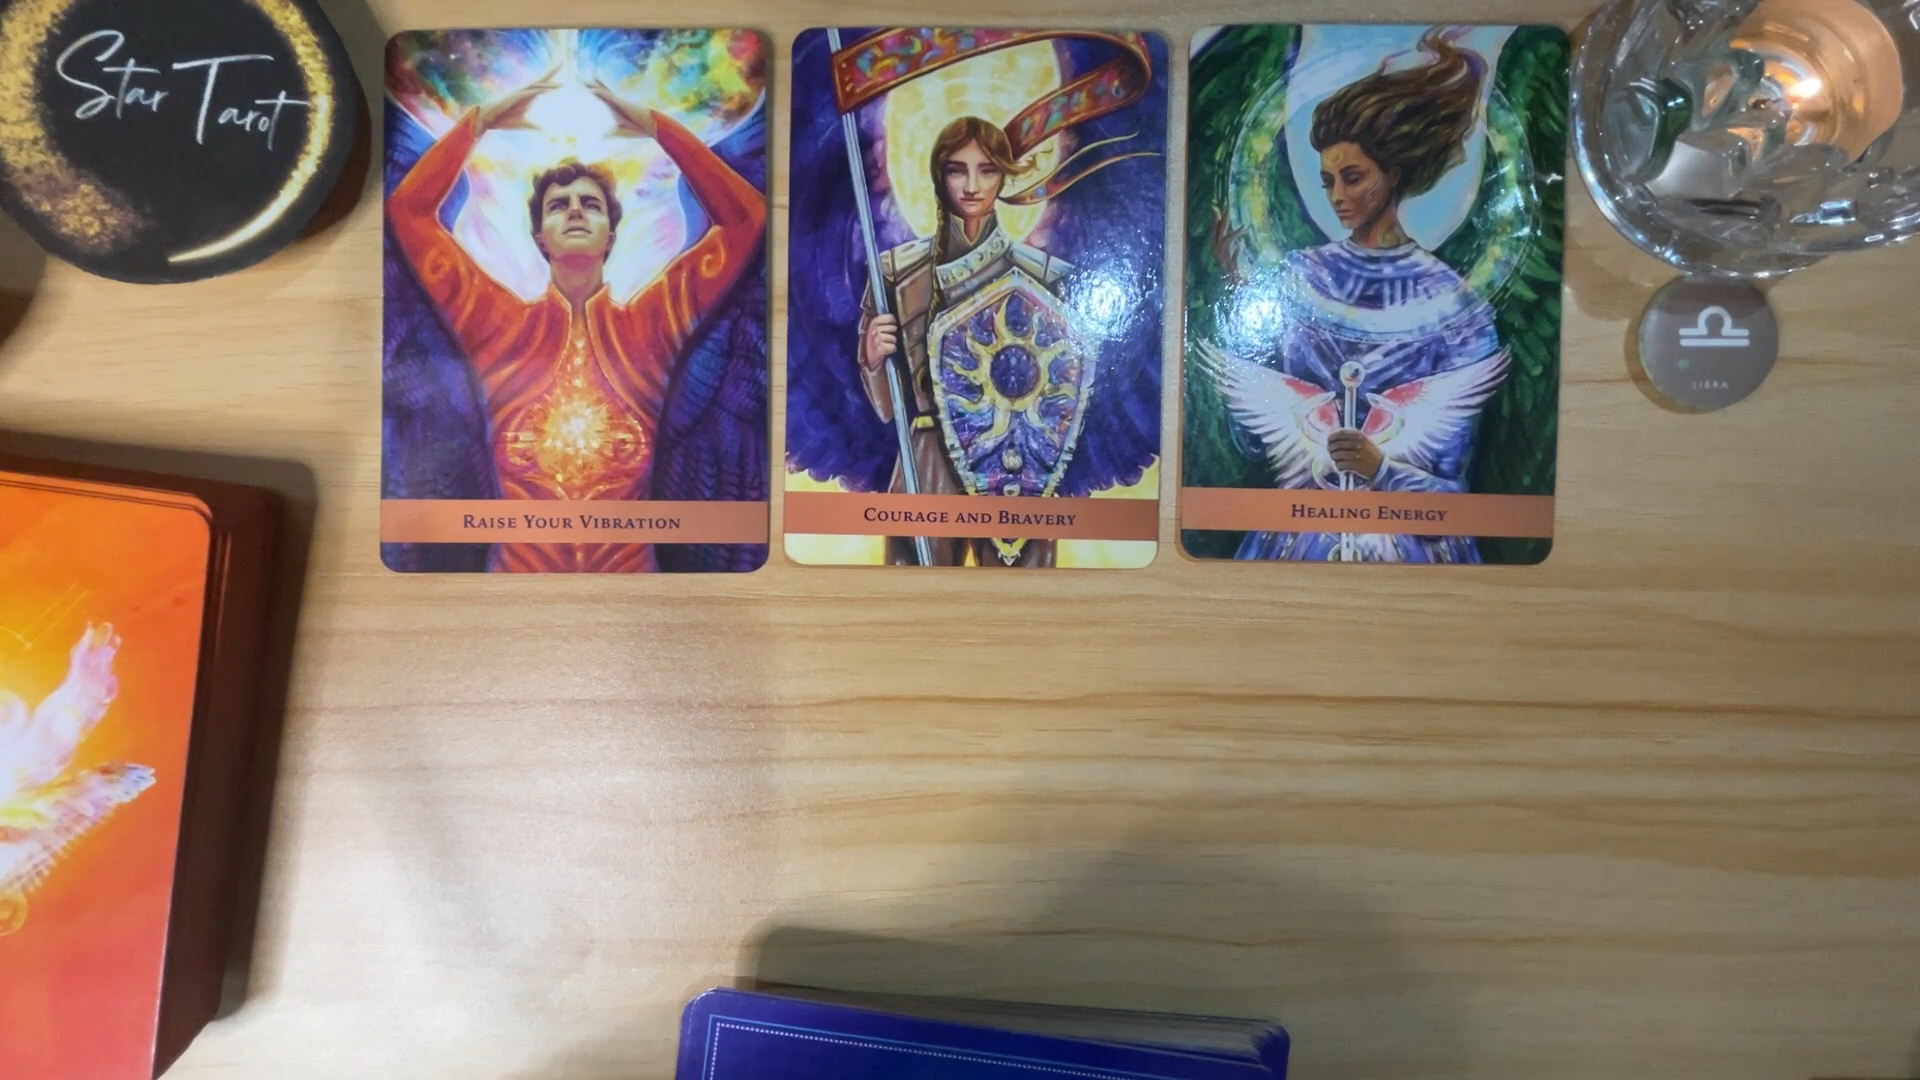 Star Tarot
RAISE YOUR VIBRATION
COURAGE AND BRAVERY
HEALING ENERGY
LIBRA